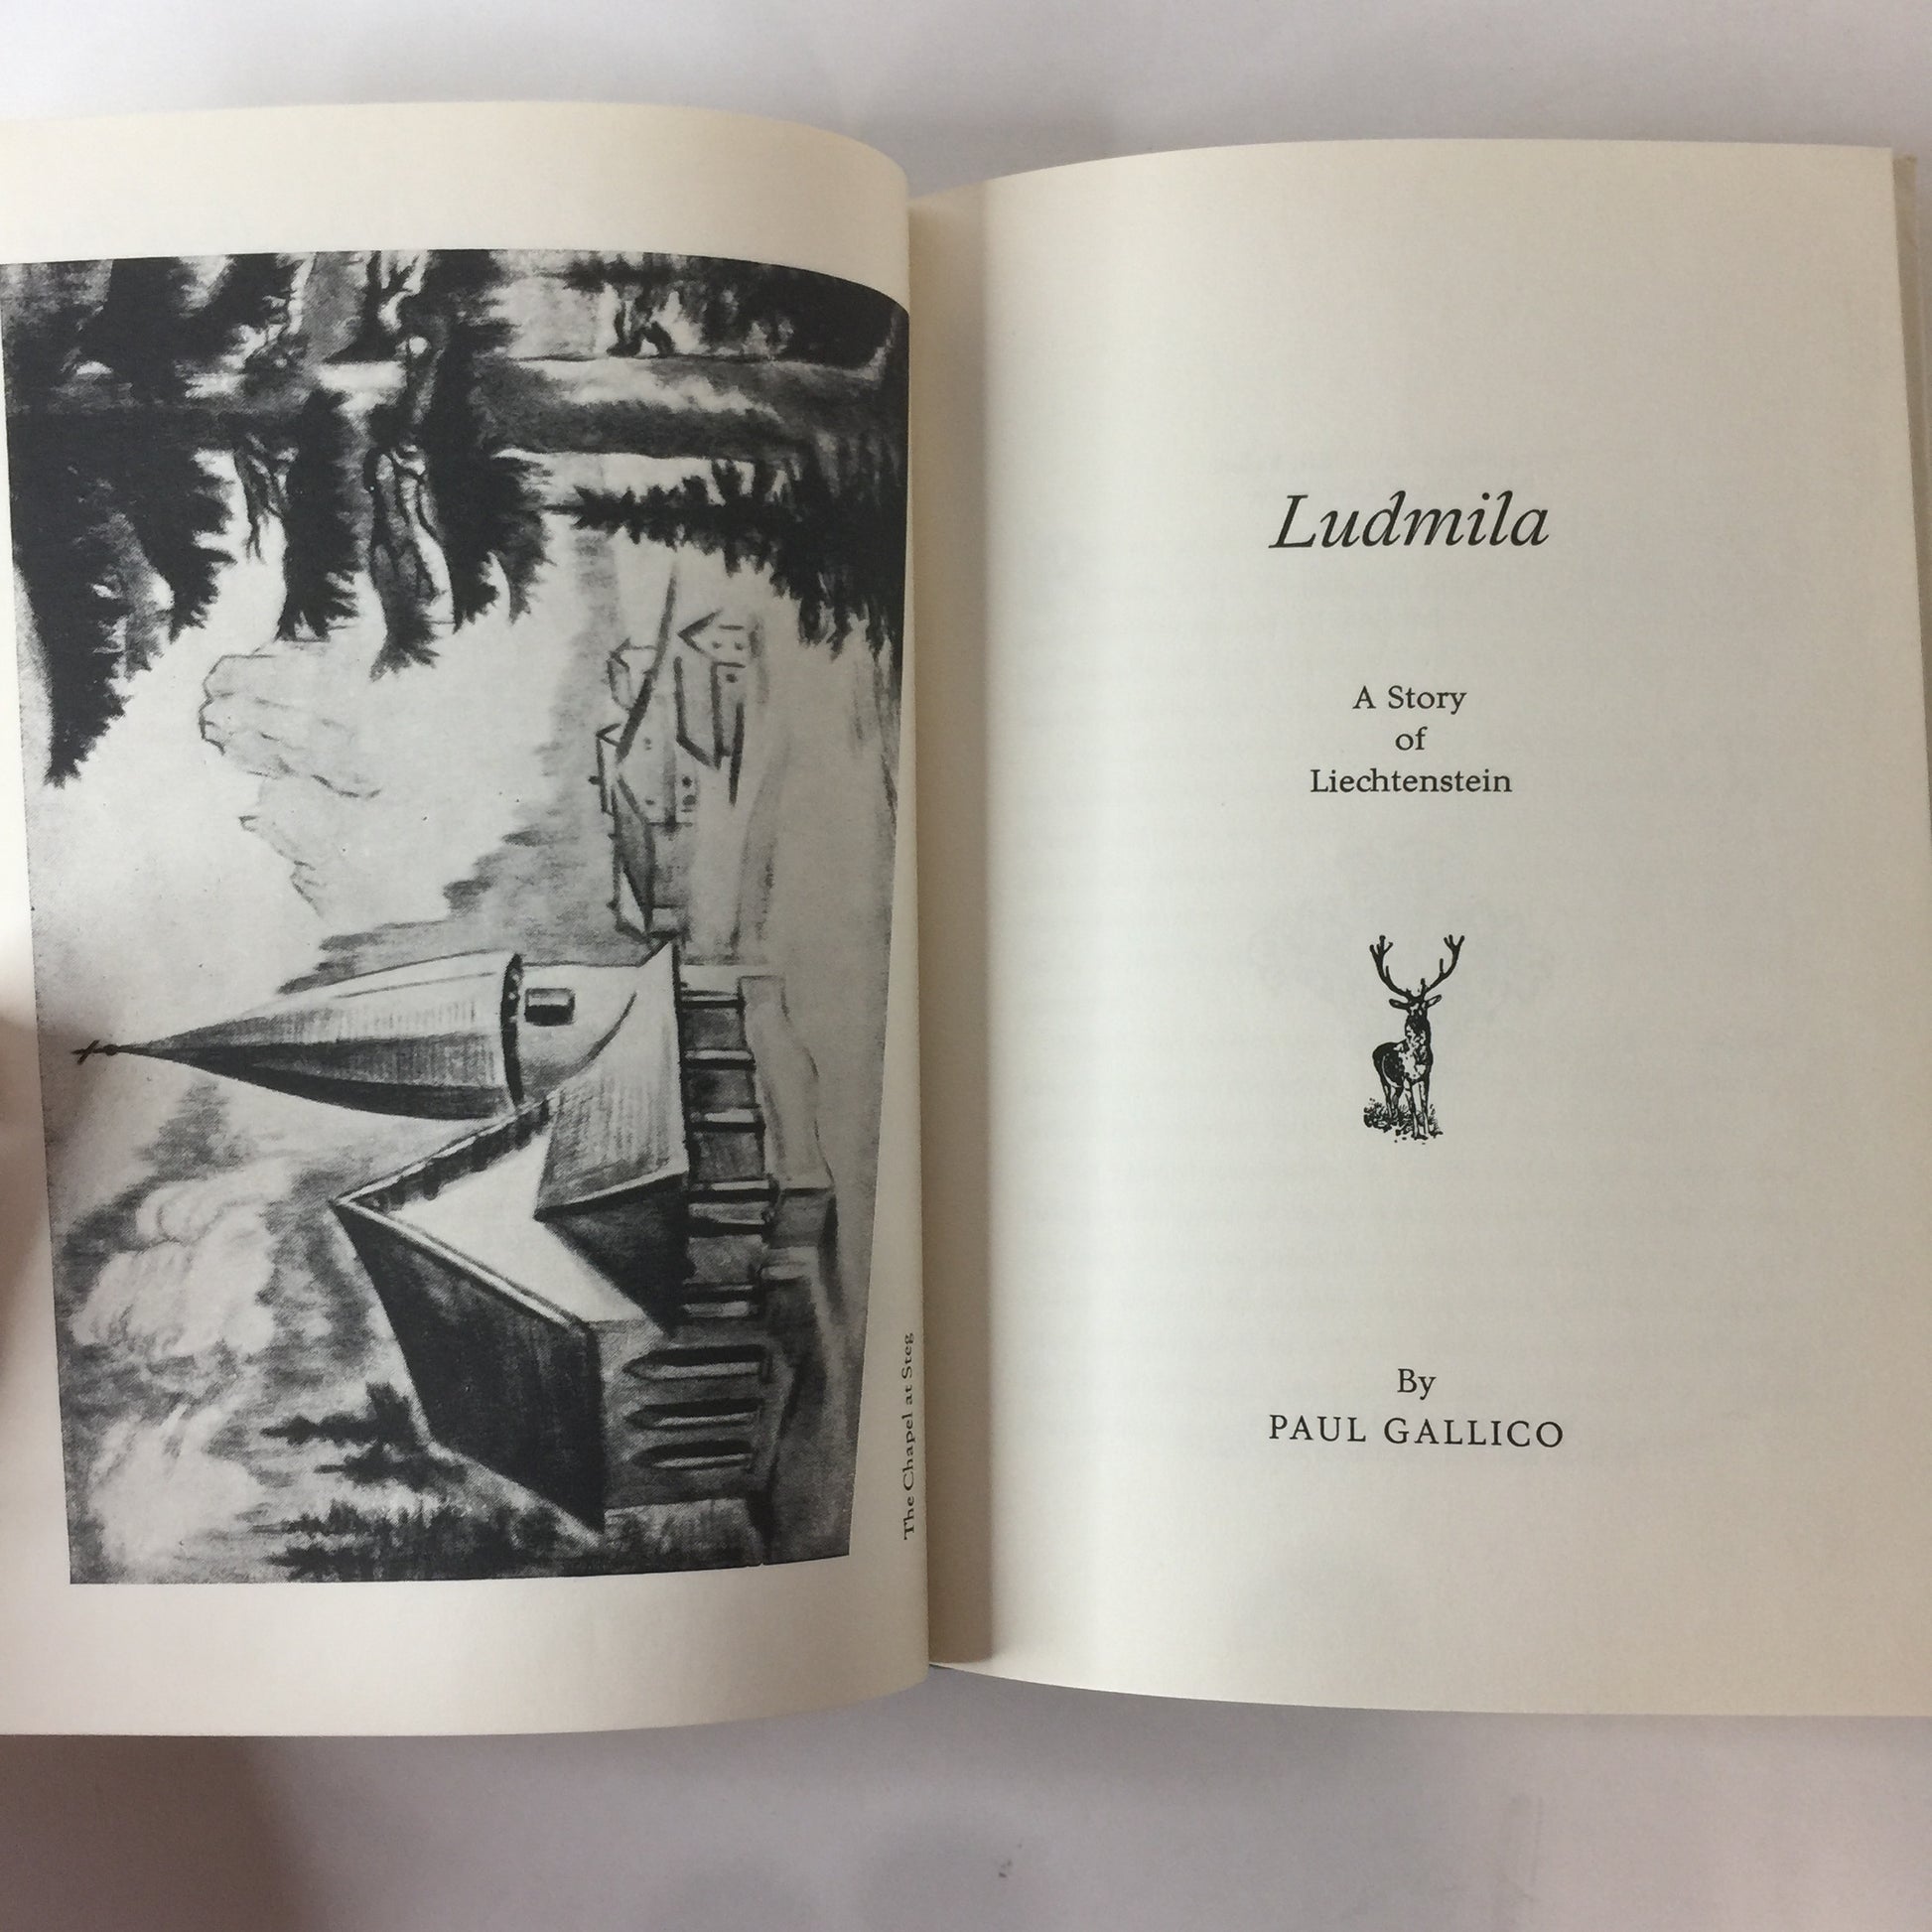 The Chapel at Steg
Ludmila
A Story
of
Liechtenstein
By
PAUL GALLICO